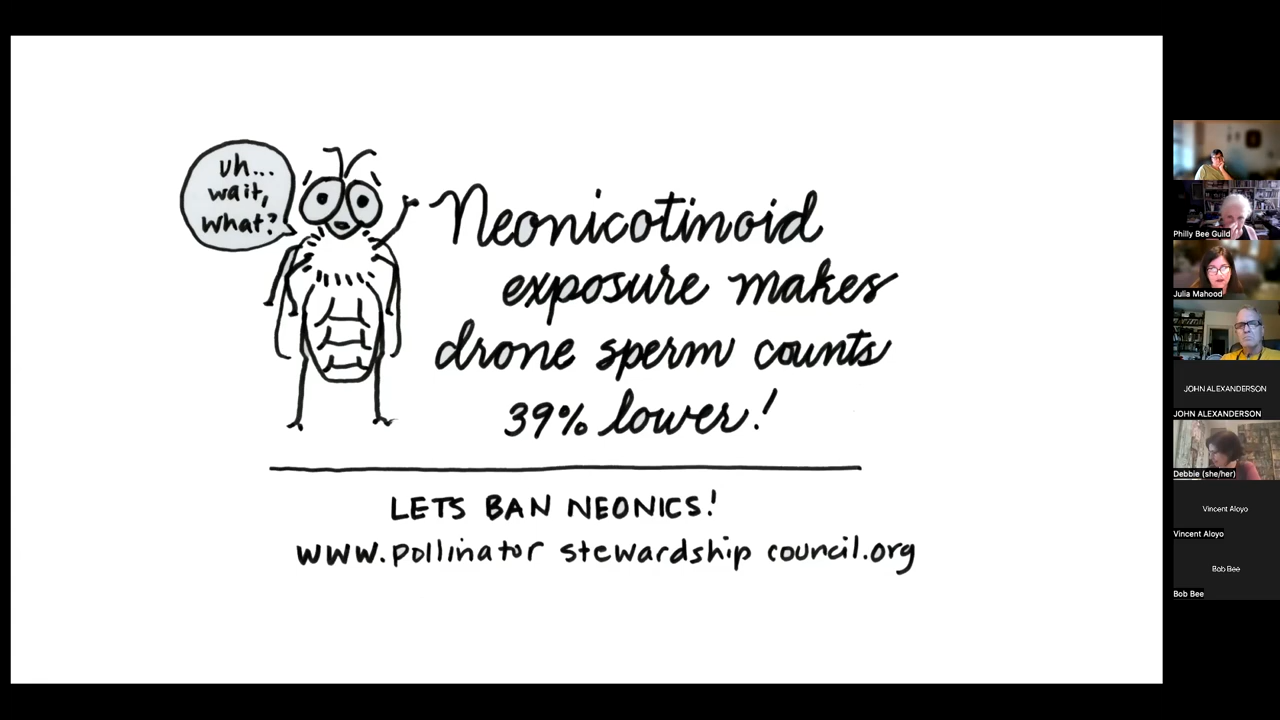 uh...
wait,
what?
Neonicotinoid
exposure makes
drone sperm counts
39% lower!
LETS BAN NEONICS!
www.pollinator stewardship council.org
Philly Bee Guild
Julia Mahood
JOHN ALEXANDERSON
JOHN ALEXANDERSON
Debbie (she/her)
Vincent Aloyo
Vincent Aloyo
Bob Bee
Bob Bee